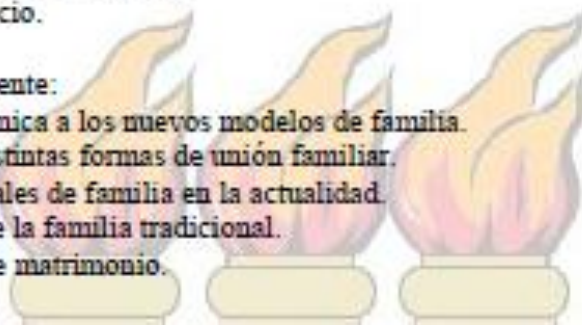 cio.
ente:
nica a los nuevos modelos de familia.
stintas formas de unión familiar.
ales de familia en la actualidad.
e la familia tradicional.
e matrimonio.